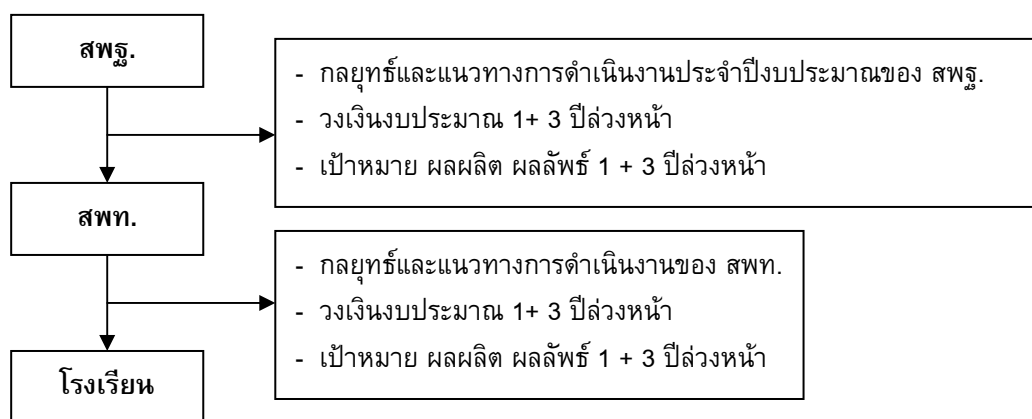 สพฐ.
- กลยุทธ์และแนวทางการดำเนินงานประจำปีงบประมาณของ สพฐ.
- วงเงินงบประมาณ 1+ 3 ปีล่วงหน้า
- เป้าหมาย ผลผลิต ผลลัพธ์ 1 + 3 ปีล่วงหน้า
สพท.
- กลยุทธ์และแนวทางการดำเนินงานของ สพท.
- วงเงินงบประมาณ 1+ 3 ปีล่วงหน้า
- เป้าหมาย ผลผลิต ผลลัพธ์ 1 + 3 ปีล่วงหน้า
โรงเรียน